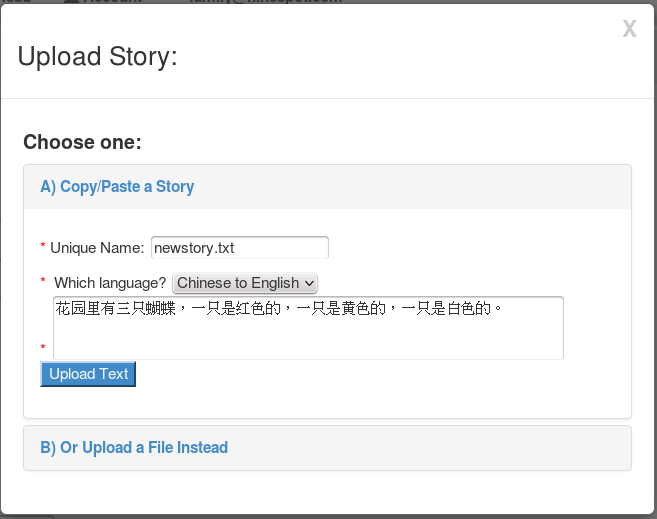 Upload Story:
X
Choose one:
A) Copy/Paste a Story
* Unique Name: newstory.txt
* Which language? Chinese to English
花园里有三只蝴蝶，一只是红色的，一只是黄色的，一只是白色的。
*
Upload Text
B) Or Upload a File Instead